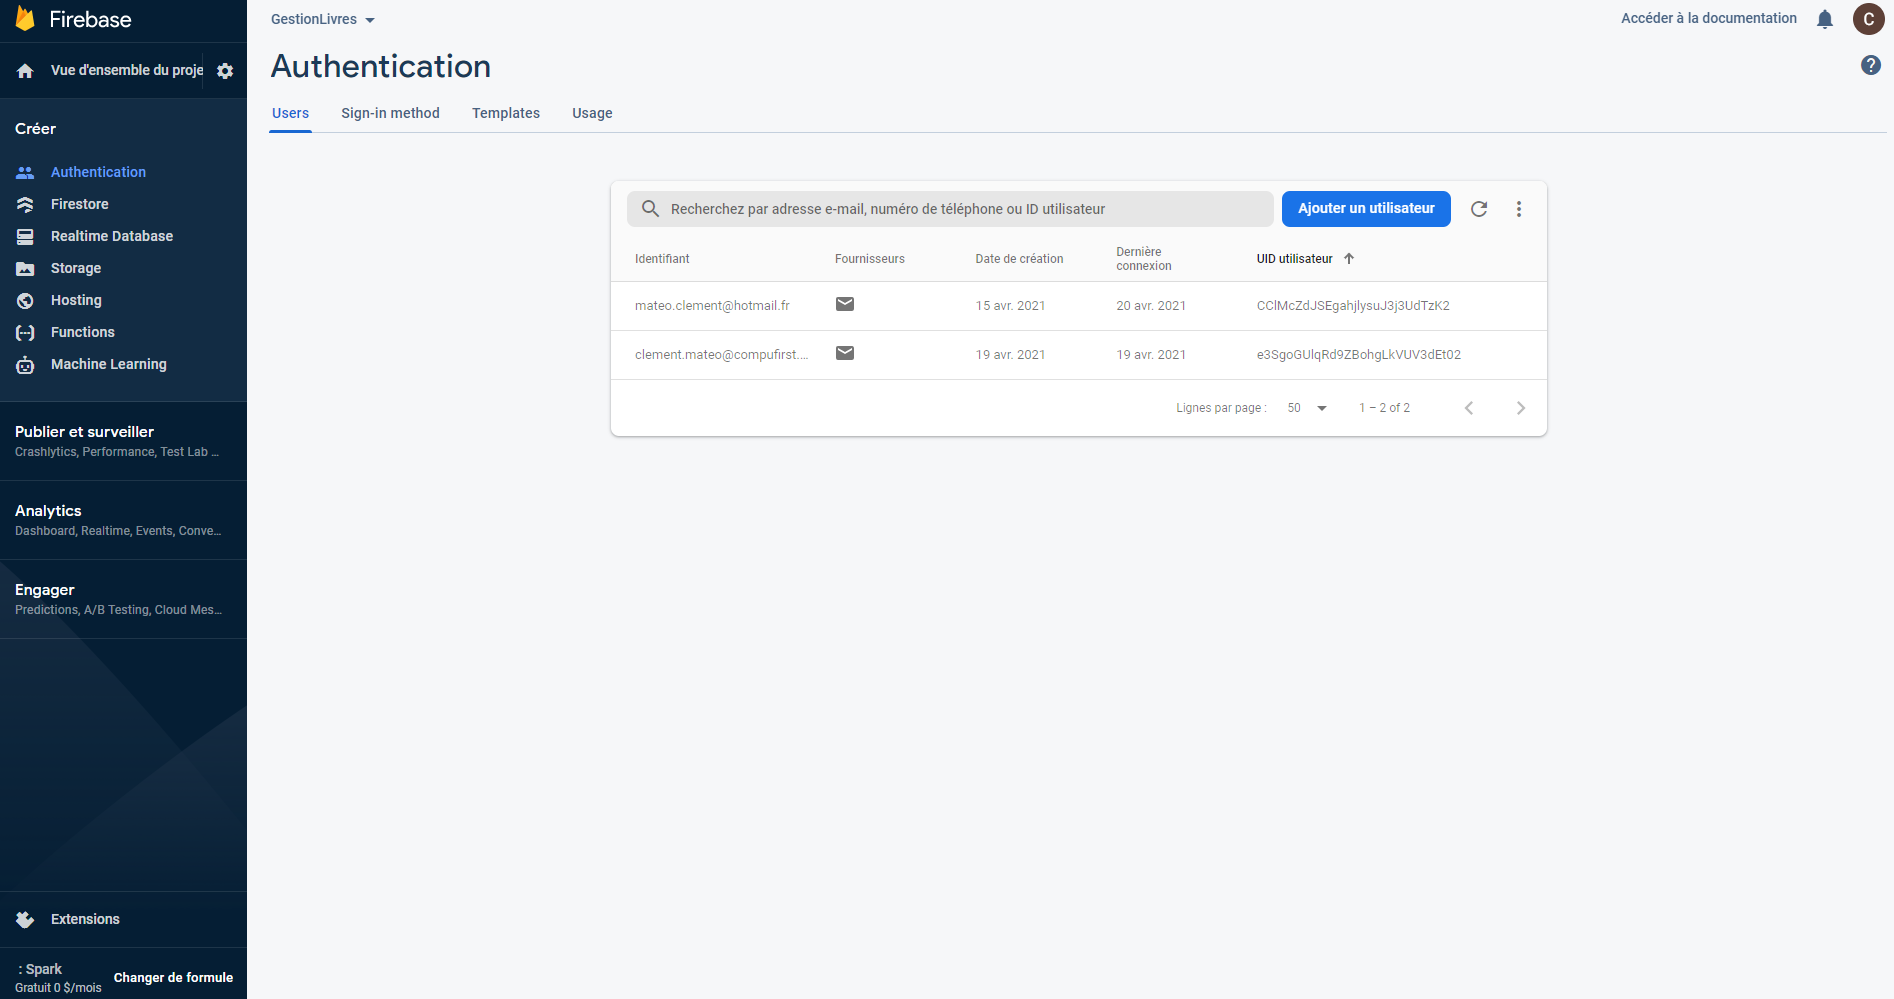 Firebase
Vue d'ensemble du proje
Créer
Authentication
Firestore
Realtime Database
Storage
Hosting
Functions
Machine Learning
Publier et surveiller
Crashlytics, Performance, Test Lab ...
Analytics
Dashboard, Realtime, Events, Conve...
Engager
Predictions, A/B Testing, Cloud Mes...
Extensions
: Spark
Gratuit 0 $/mois
Changer de formule
GestionLivres
Accéder à la documentation
C
Authentication
?
Users Sign-in method Templates Usage
Recherchez par adresse e-mail, numéro de téléphone ou ID utilisateur
Ajouter un utilisateur
Identifiant Fournisseurs Date de création Dernière connexion UID utilisateur
mateo.clement@hotmail.fr 15 avr. 2021 20 avr. 2021 CClMcZdJSEgahjlysuJ3j3UdTzK2
clement.mateo@compufirst.... 19 avr. 2021 19 avr. 2021 e3SgoGUlqRd9ZBohgLkVUV3dEt02
Lignes par page : 50 1 – 2 of 2